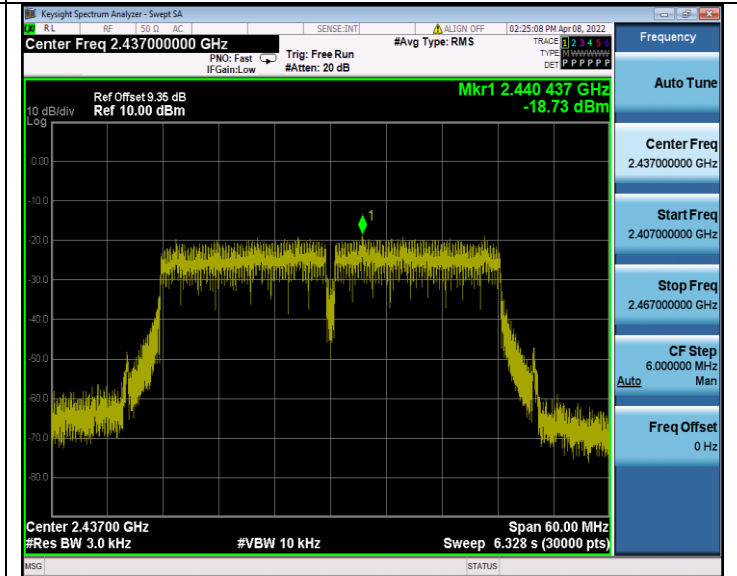 Keysight Spectrum Analyzer - Swept SA
RL RF 50 Ω AC SENSE:INT ALIGN OFF 02:25:08 PM Apr 08, 2022
Center Freq 2.437000000 GHz #Avg Type: RMS TRACE 1 2 3 4 5 6
PNO: Fast Trig: Free Run TYPE M WWWWW
IFGain:Low #Atten: 20 dB DET P P P P P P
Frequency
Auto Tune
Center Freq
2.437000000 GHz
Start Freq
2.407000000 GHz
Stop Freq
2.467000000 GHz
CF Step
6.000000 MHz
Auto Man
Freq Offset
0 Hz
Mkr1 2.440 437 GHz
-18.73 dBm
Ref Offset 9.35 dB
10 dB/div Ref 10.00 dBm
Log
0.00
-10.0
1
-20.0
-30.0
-40.0
-50.0
-60.0
-70.0
-80.0
Center 2.43700 GHz Span 60.00 MHz
#Res BW 3.0 kHz #VBW 10 kHz Sweep 6.328 s (30000 pts)
MSG STATUS